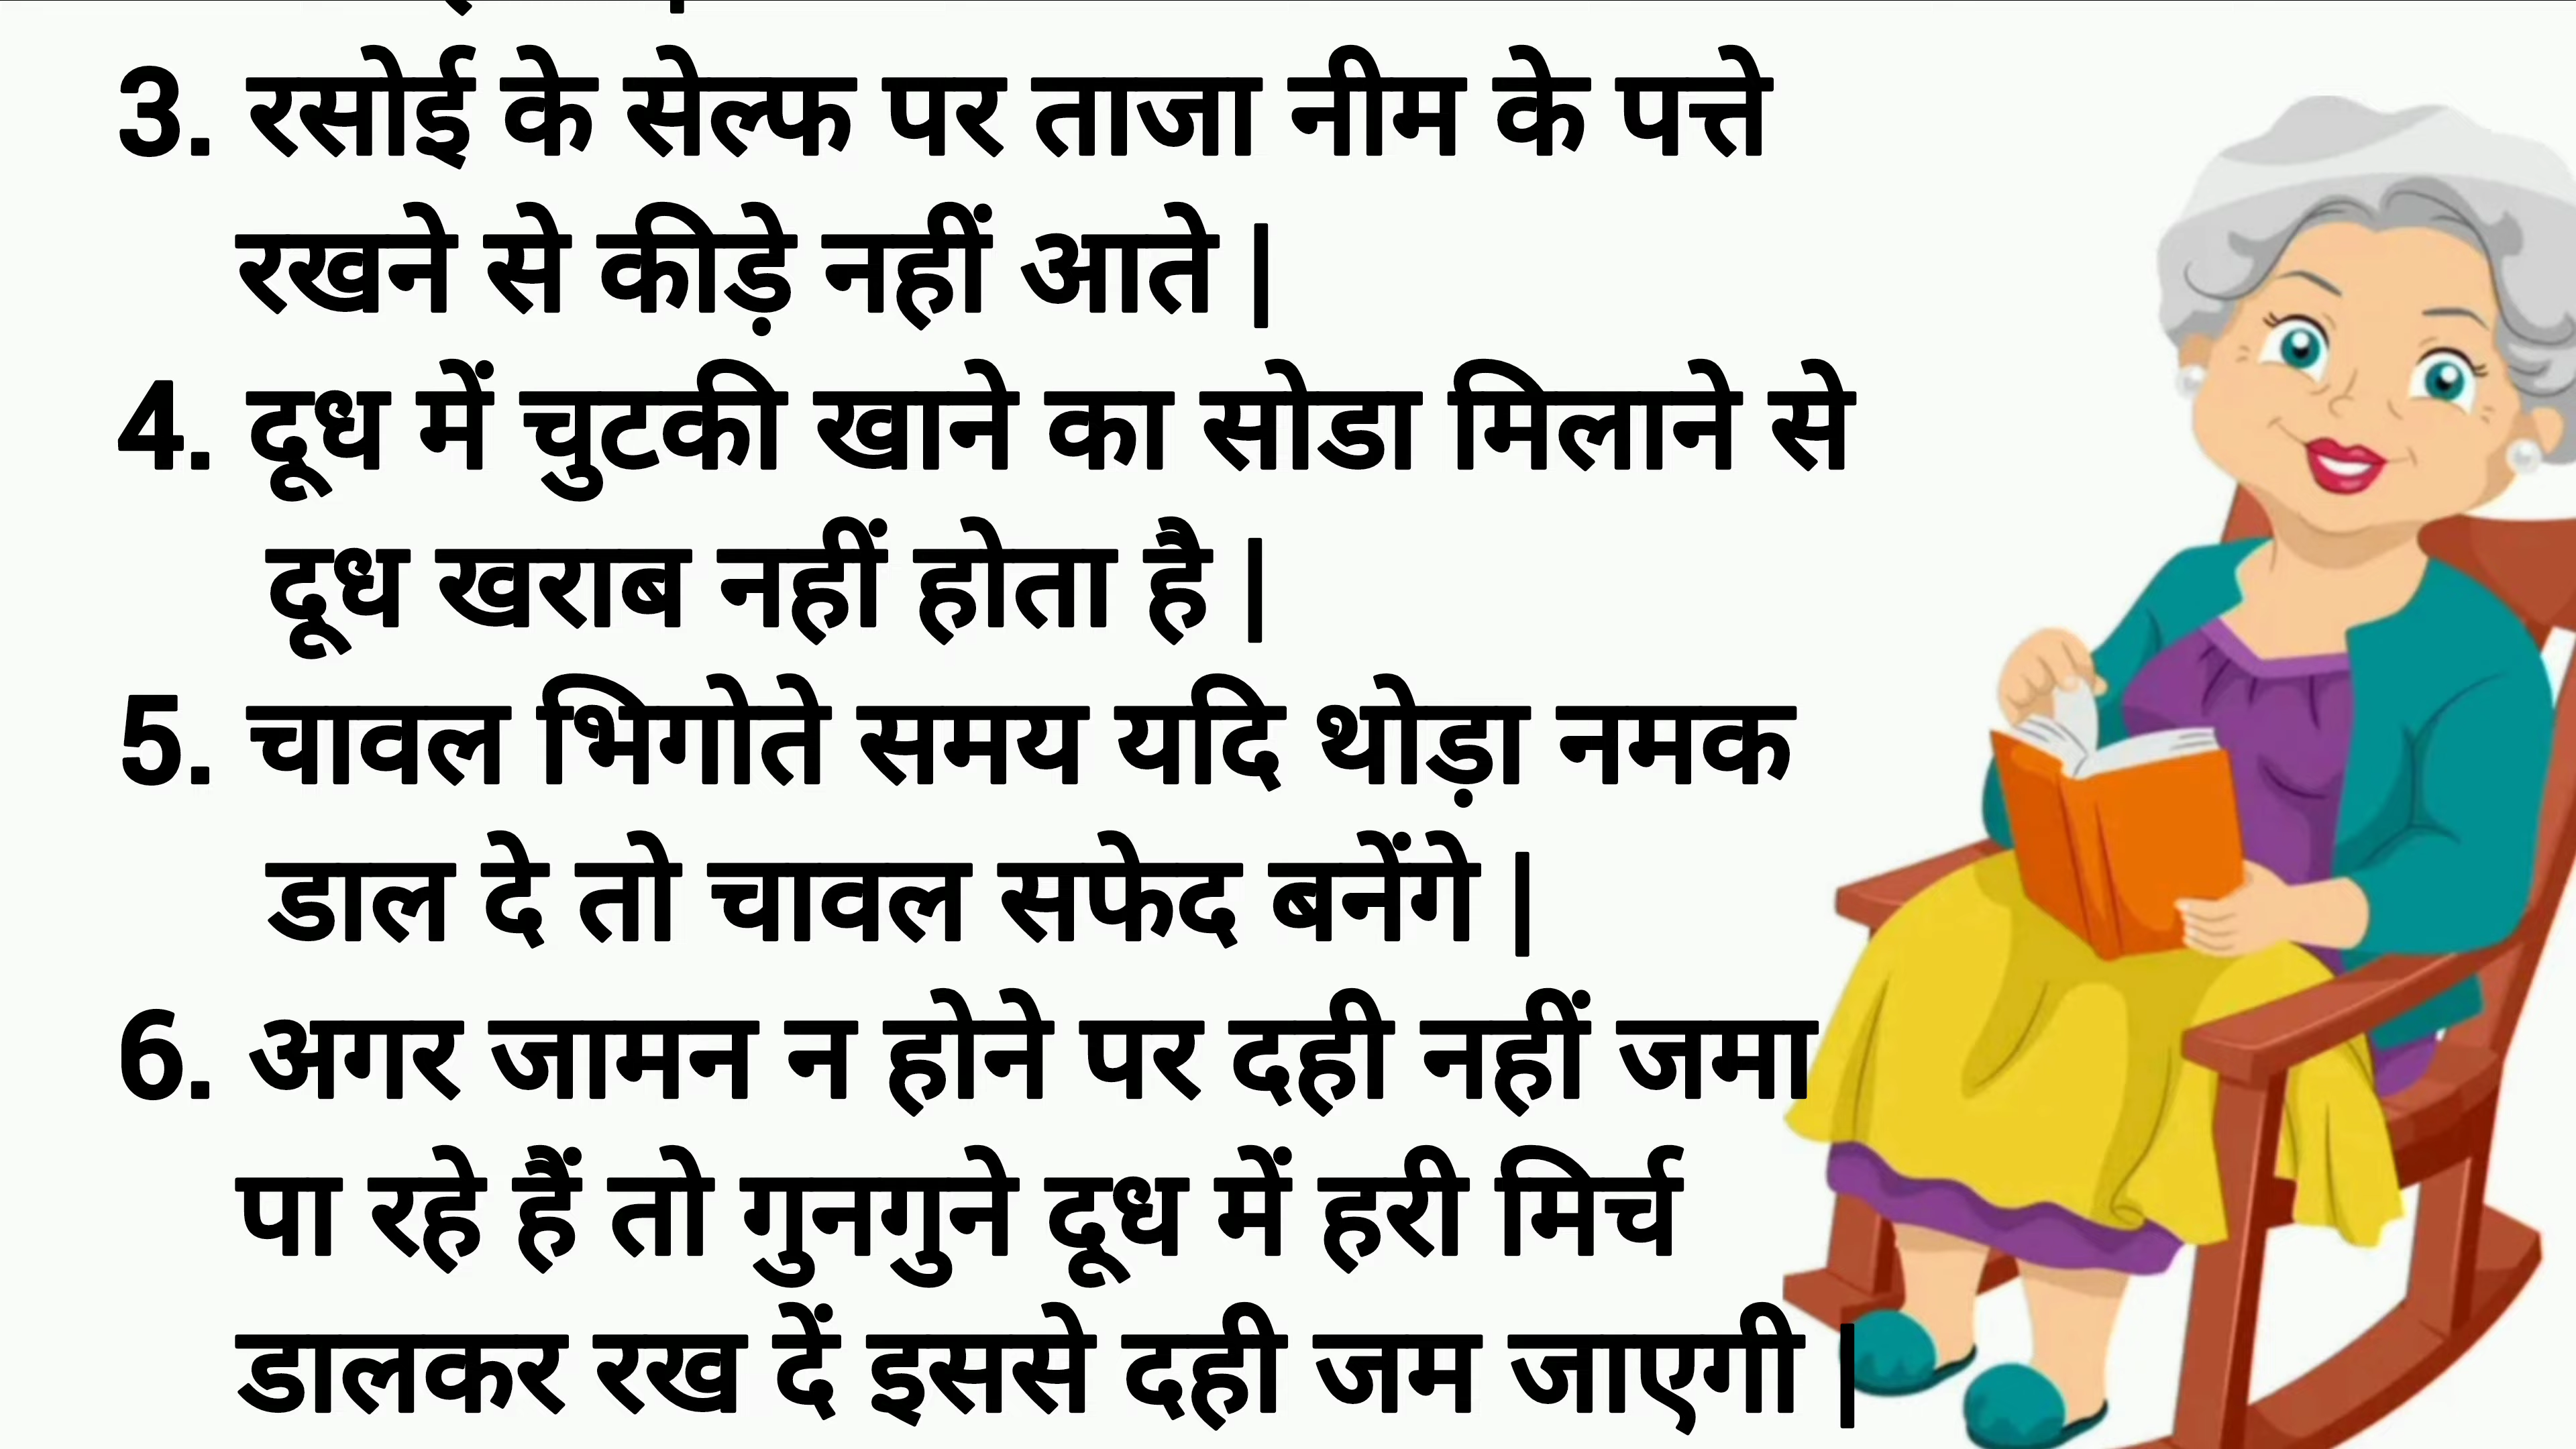 3. रसोई के सेल्फ पर ताजा नीम के पत्ते
रखने से कीड़े नहीं आते |
4. दूध में चुटकी खाने का सोडा मिलाने से
दूध खराब नहीं होता है |
5. चावल भिगोते समय यदि थोड़ा नमक
डाल दे तो चावल सफेद बनेंगे |
6. अगर जामन न होने पर दही नहीं जमा
पा रहे हैं तो गुनगुने दूध में हरी मिर्च
डालकर रख दें इससे दही जम जाएगी |